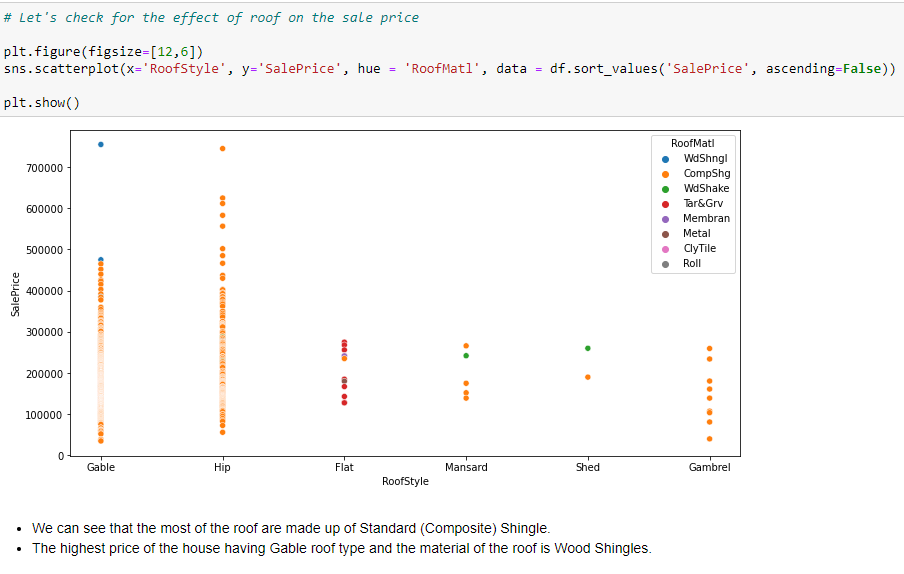 # Let's check for the effect of roof on the sale price
plt.figure(figsize=[12,6])
sns.scatterplot(x='RoofStyle', y='SalePrice', hue = 'RoofMatl', data = df.sort_values('SalePrice', ascending=False))
plt.show()
RoofMatl
WdShngl
CompShg
WdShake
Tar&Grv
Membran
Metal
ClyTile
Roll
700000
600000
500000
400000
300000
200000
100000
0
SalePrice
Gable Hip Flat Mansard Shed Gambrel
RoofStyle
• We can see that the most of the roof are made up of Standard (Composite) Shingle.
• The highest price of the house having Gable roof type and the material of the roof is Wood Shingles.